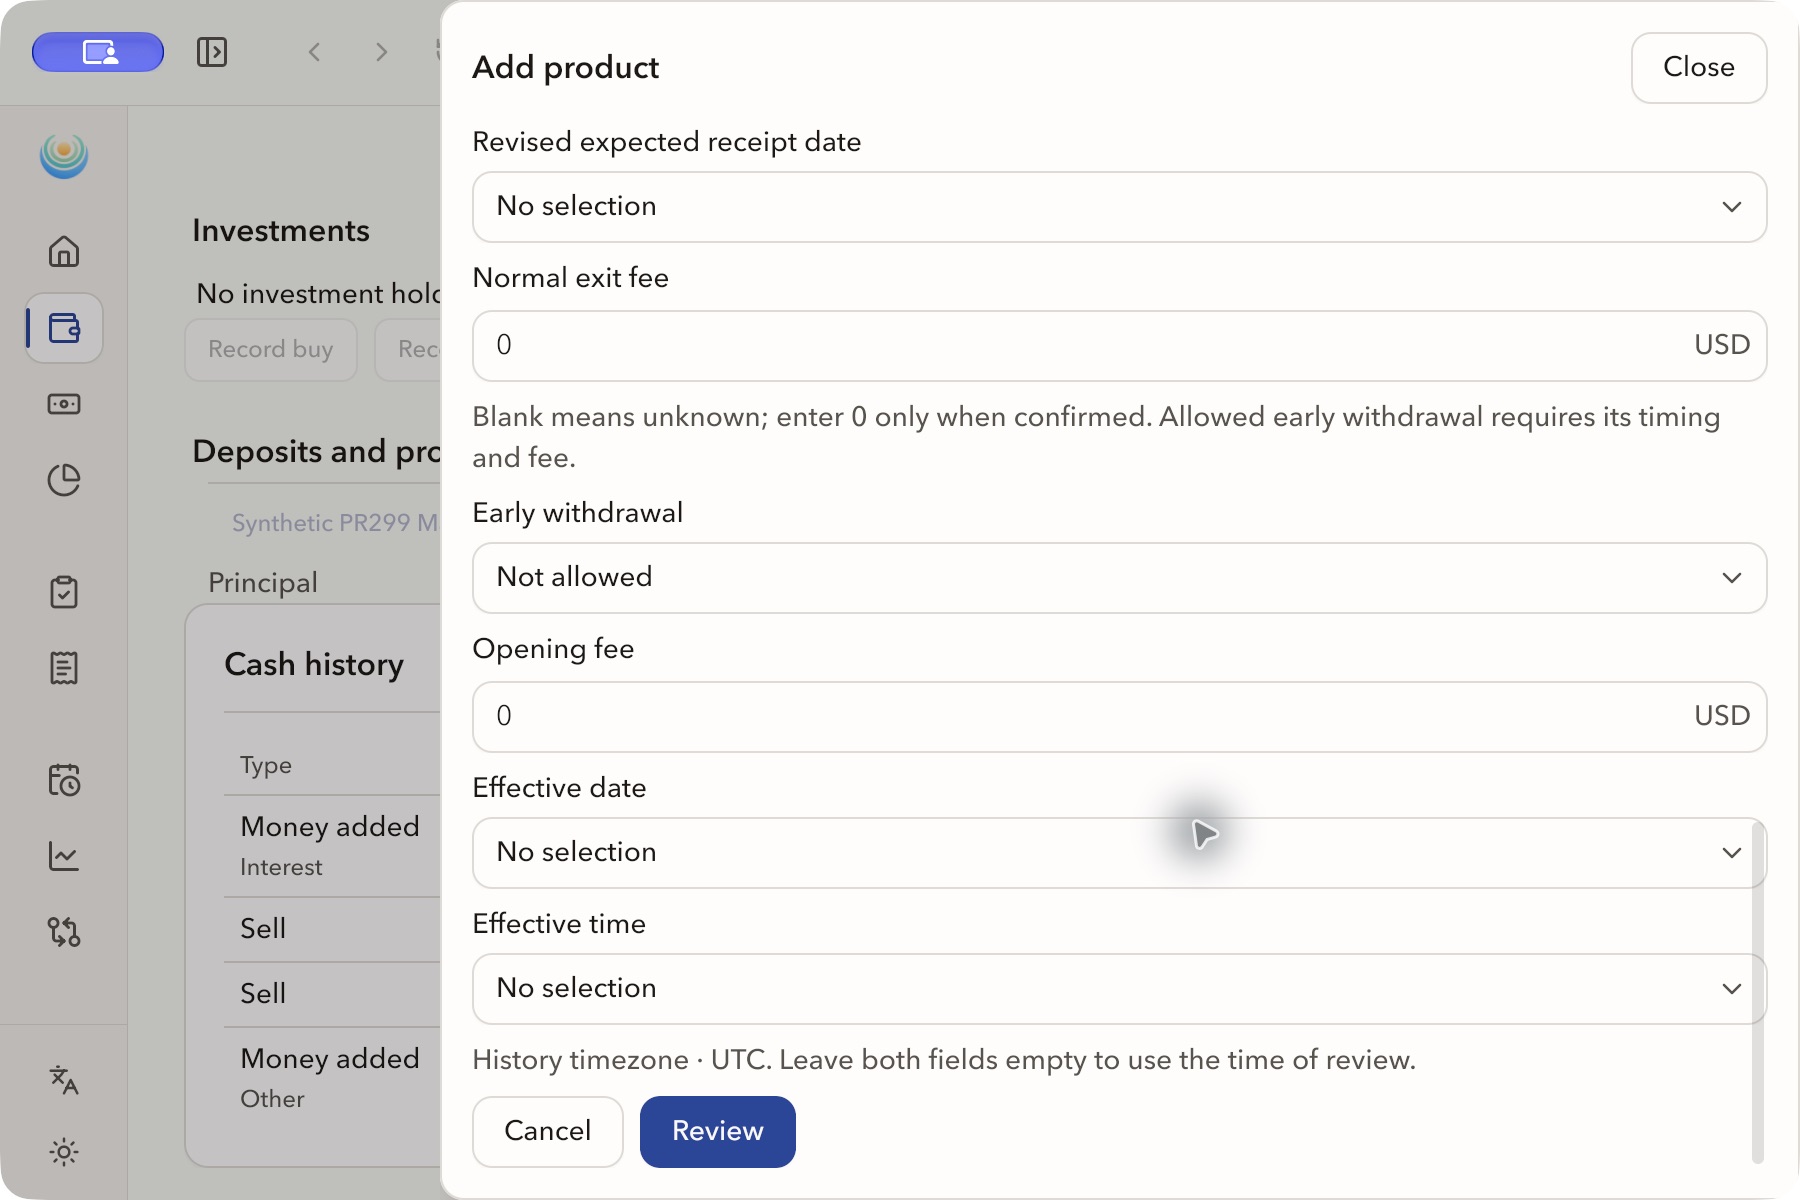 Add product
Close
Revised expected receipt date
No selection
Normal exit fee
0 USD
Blank means unknown; enter 0 only when confirmed. Allowed early withdrawal requires its timing
and fee.
Early withdrawal
Not allowed
Opening fee
0 USD
Effective date
No selection
Effective time
No selection
History timezone · UTC. Leave both fields empty to use the time of review.
Cancel
Review
Investments
No investment hold
Record buy
Rec
Deposits and pro
Synthetic PR299 M
Principal
Cash history
Type
Money added
Interest
Sell
Sell
Money added
Other